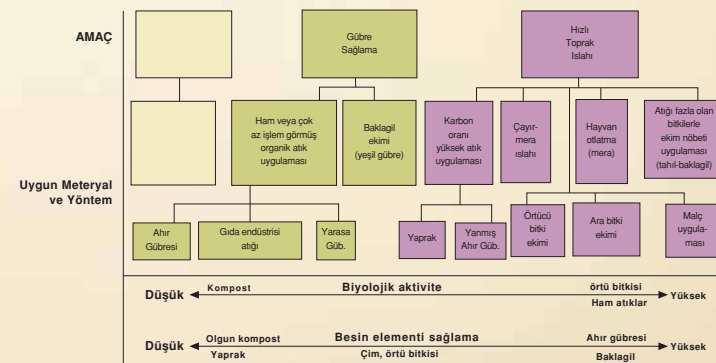 AMAÇ
Gübre
Sağlama
Hızlı
Toprak
Islahı
Uygun Meteryal
ve Yöntem
Ham veya çok
az işlem görmüş
organik atık
uygulaması
Baklagil
ekimi
(yeşil gübre)
Karbon
oranı
yüksek atık
uygulaması
Çayır-
mera
ıslahı
Hayvan
otlatma
(mera)
Atığı fazla olan
bitkilerle
ekim nöbeti
uygulaması
(tahıl-baklagil)
Ahır
Gübresi
Gıda endüstrisi
atığı
Yarasa
Güb.
Yaprak
Yanmış
Ahır Güb.
Örtücü
bitki
ekimi
Ara bitki
ekimi
Malç
uygula-
ması
Düşük
Kompost
Biyolojik aktivite
örtü bitkisi
Ham atıklar
Yüksek
Düşük
Olgun kompost
Yaprak
Besin elementi sağlama
Çim, örtü bitkisi
Ahır gübresi
Baklagil
Yüksek